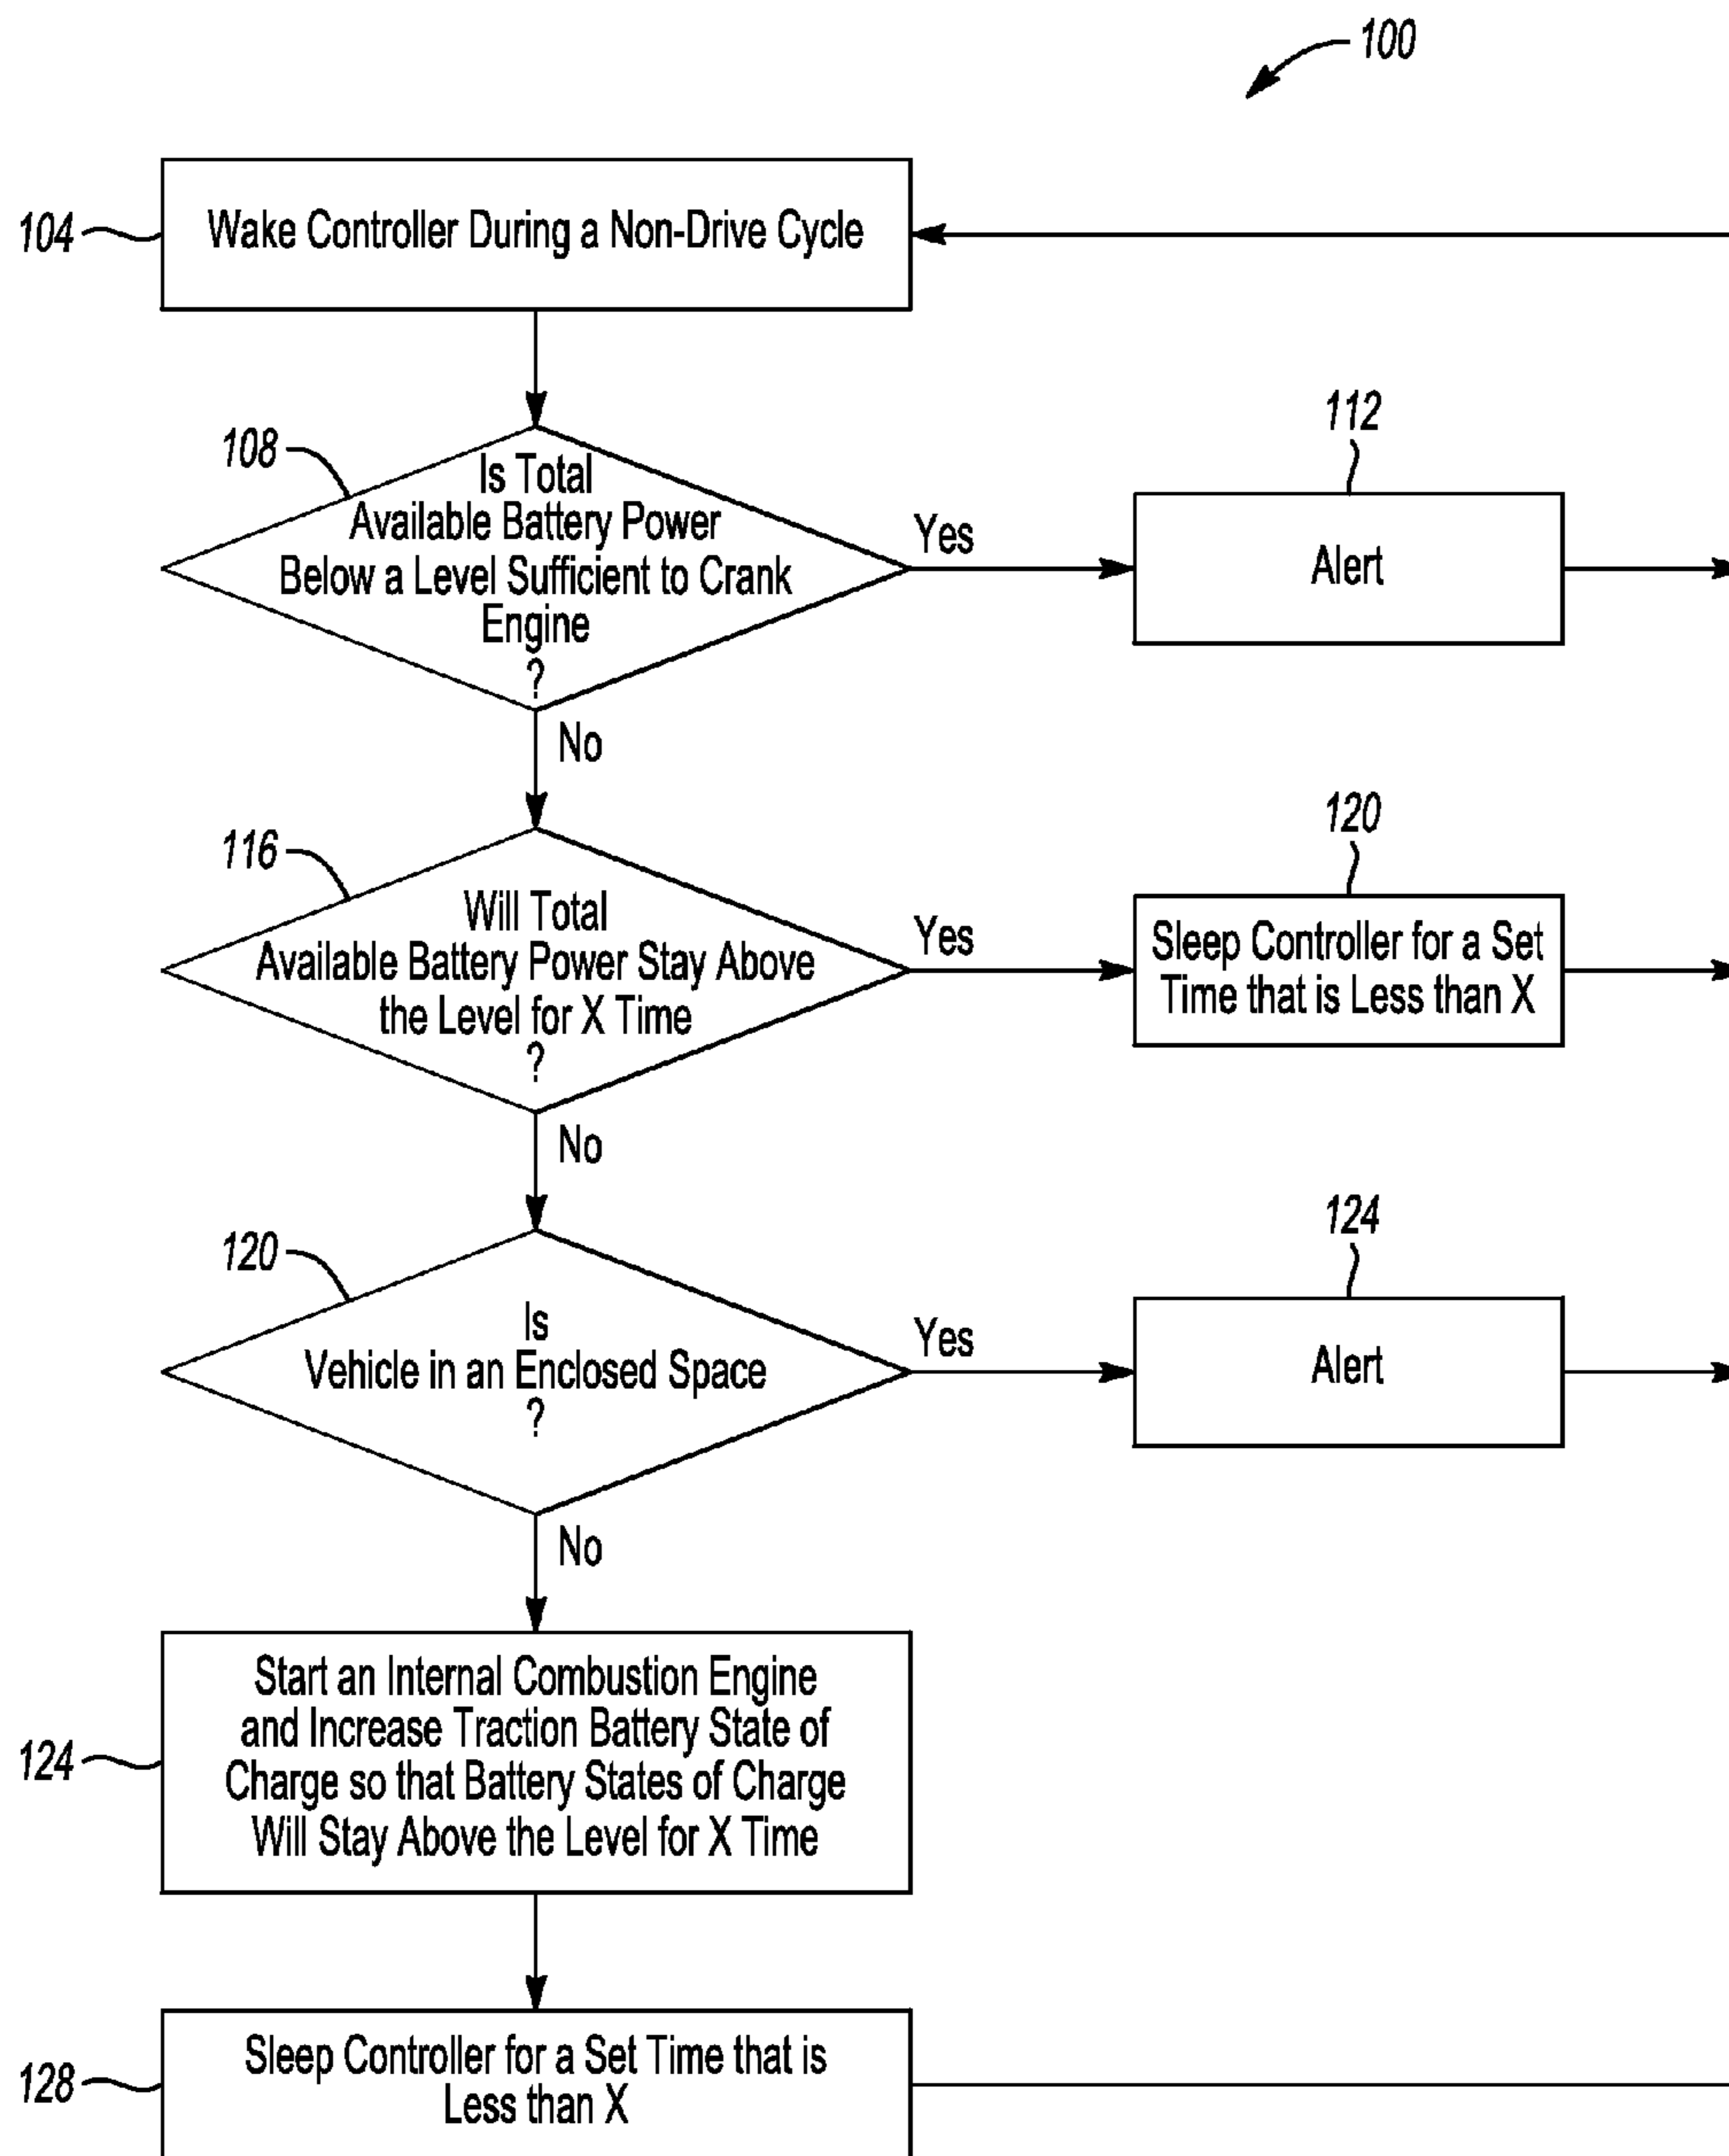 100
104
Wake Controller During a Non-Drive Cycle
108
Is Total
Available Battery Power
Below a Level Sufficient to Crank
Engine
?
Yes
112
Alert
No
116
Will Total
Available Battery Power Stay Above
the Level for X Time
?
Yes
120
Sleep Controller for a Set
Time that is Less than X
No
120
Is
Vehicle in an Enclosed Space
?
Yes
124
Alert
No
124
Start an Internal Combustion Engine
and Increase Traction Battery State of
Charge so that Battery States of Charge
Will Stay Above the Level for X Time
128
Sleep Controller for a Set Time that is
Less than X